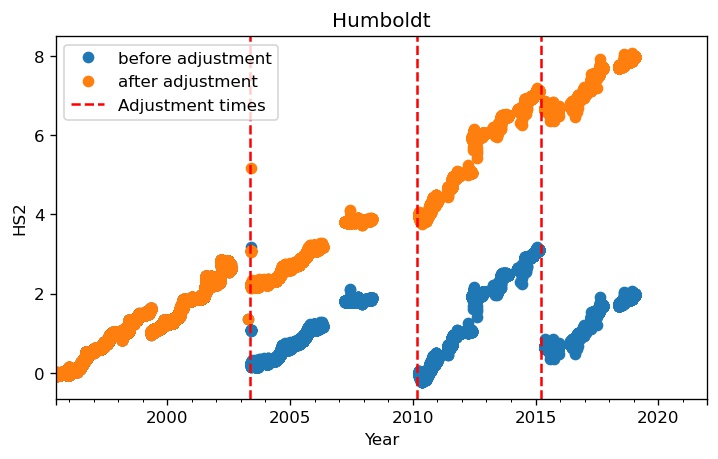 Humboldt
before adjustment
after adjustment
Adjustment times
HS2
8
6
4
2
0
2000 2005 2010 2015 2020
Year